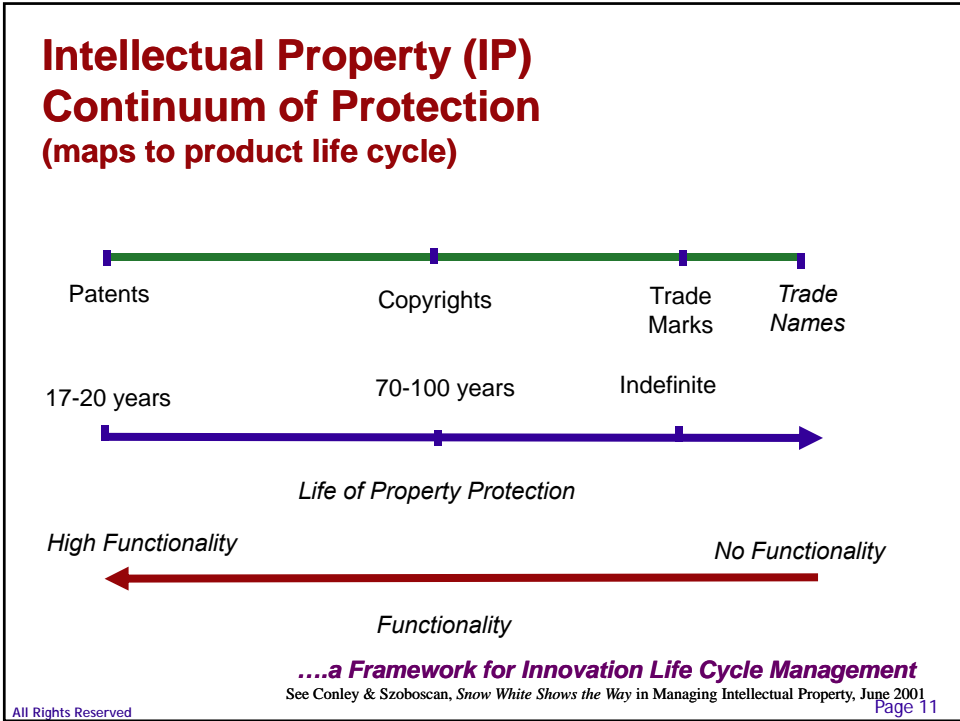 Intellectual Property (IP)
Continuum of Protection
(maps to product life cycle)
Patents
Copyrights
Trade
Marks
Trade
Names
17-20 years
70-100 years
Indefinite
Life of Property Protection
High Functionality
No Functionality
Functionality
....a Framework for Innovation Life Cycle Management
See Conley & Szoboscan, Snow White Shows the Way in Managing Intellectual Property, June 2001
All Rights Reserved
Page 11